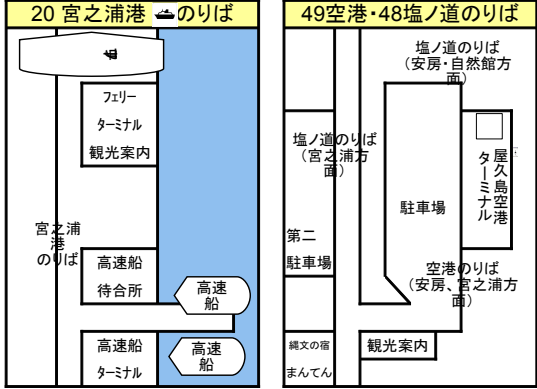 20 宮之浦港 のりば
フェリー
ターミナル
観光案内
宮之浦
港
のりば
高速船
待合所
高速
船
高速船
ターミナル
高速
船
49空港・48塩ノ道のりば
塩ノ道のりば
(安房・自然館方
面)
塩ノ道のりば
(宮之浦方
面)
屋久島空港
ターミナル
駐車場
第二
駐車場
空港のりば
(安房、宮之浦方
面)
縄文の宿
まんてん
観光案内